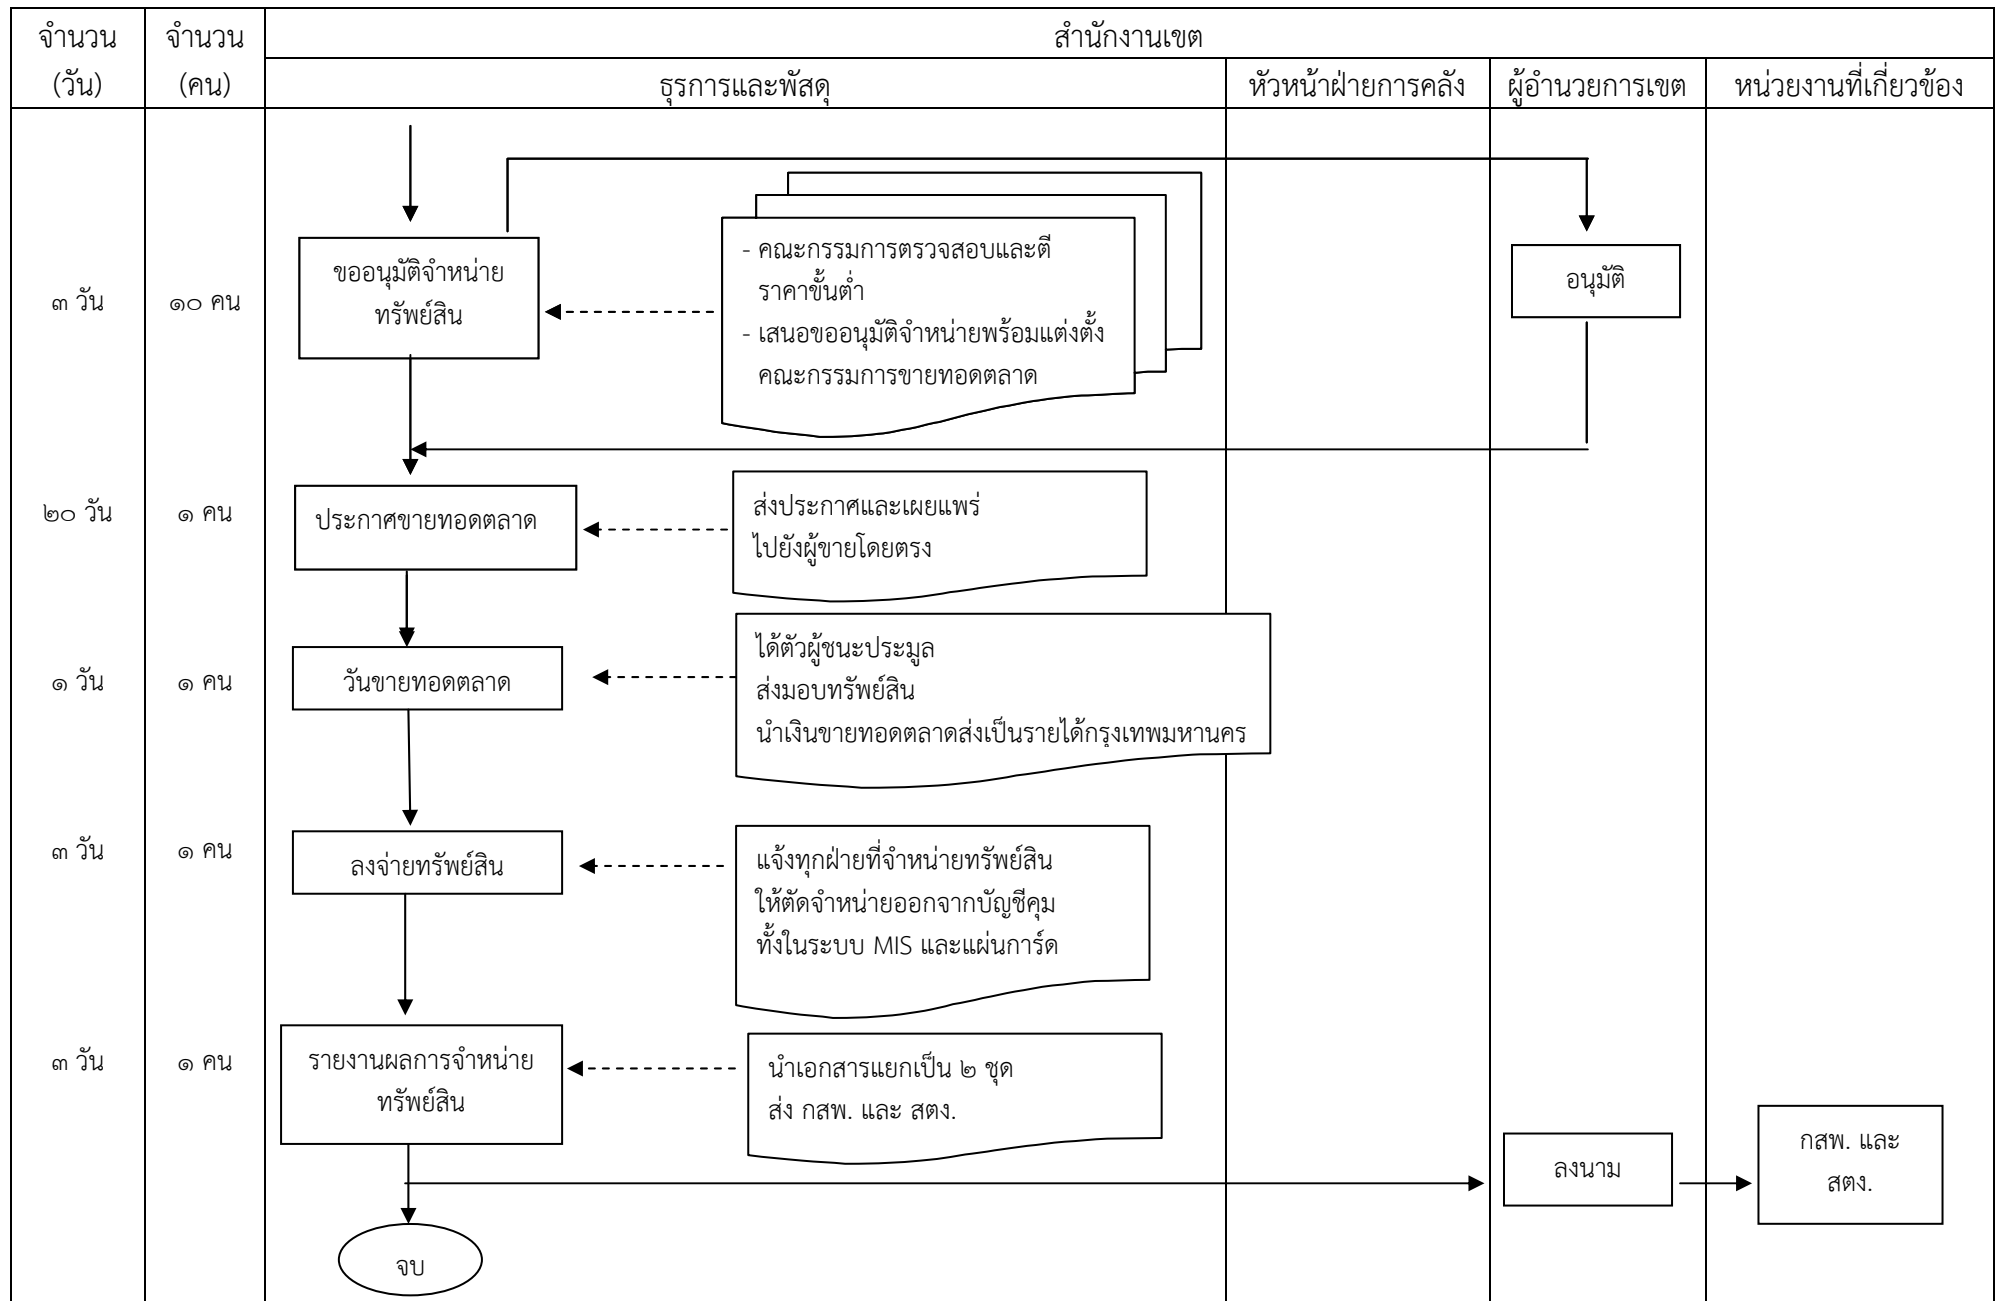 จำนวน
(วัน)
จำนวน
(คน)
สำนักงานเขต
ธุรการและพัสดุ
หัวหน้าฝ่ายการคลัง
ผู้อำนวยการเขต
หน่วยงานที่เกี่ยวข้อง
๓ วัน
๑๐ คน
ขออนุมัติจำหน่าย
ทรัพย์สิน
- คณะกรรมการตรวจสอบและตี
ราคาขั้นต่ำ
- เสนอขออนุมัติจำหน่ายพร้อมแต่งตั้ง
คณะกรรมการขายทอดตลาด
อนุมัติ
๒๐ วัน
๑ คน
ประกาศขายทอดตลาด
ส่งประกาศและเผยแพร่
ไปยังผู้ขายโดยตรง
๑ วัน
๑ คน
วันขายทอดตลาด
ได้ตัวผู้ชนะประมูล
ส่งมอบทรัพย์สิน
นำเงินขายทอดตลาดส่งเป็นรายได้กรุงเทพมหานคร
๓ วัน
๑ คน
ลงจ่ายทรัพย์สิน
แจ้งทุกฝ่ายที่จำหน่ายทรัพย์สิน
ให้ตัดจำหน่ายออกจากบัญชีคุม
ทั้งในระบบ MIS และแผ่นการ์ด
๓ วัน
๑ คน
รายงานผลการจำหน่าย
ทรัพย์สิน
นำเอกสารแยกเป็น ๒ ชุด
ส่ง กสพ. และ สตง.
ลงนาม
กสพ. และ
สตง.
จบ